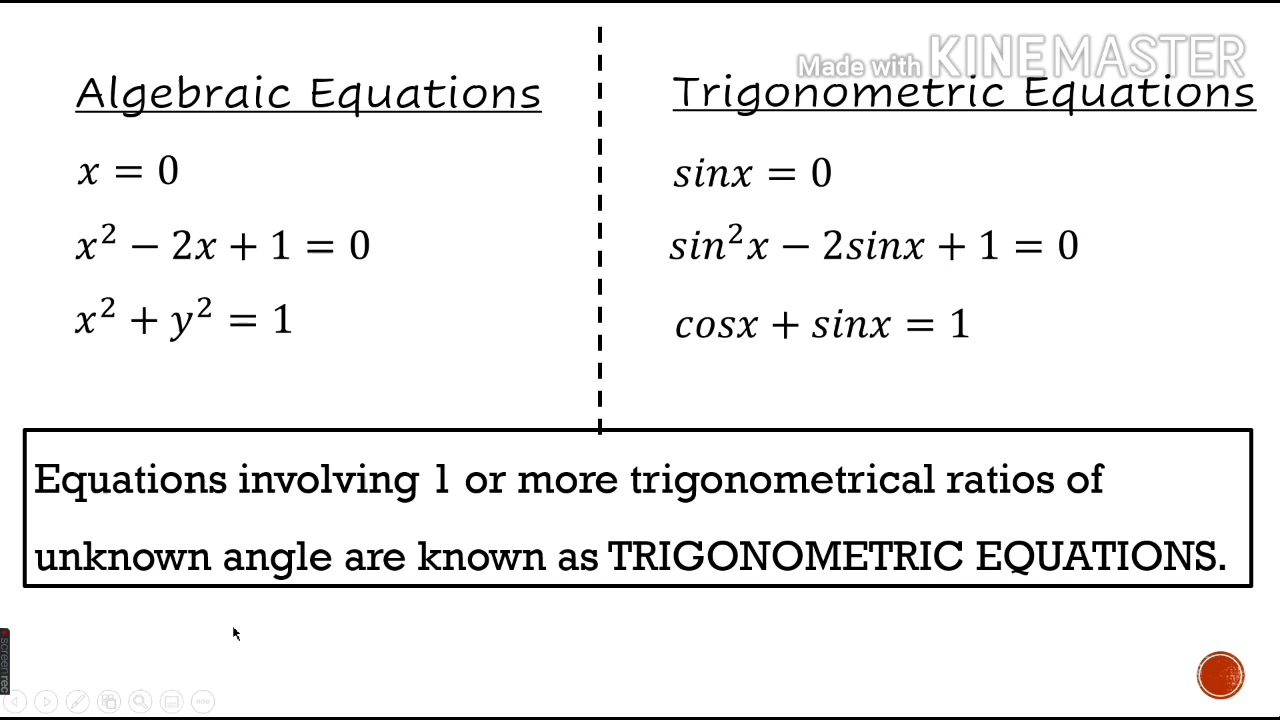 Made with KINEMASTER
Algebraic Equations
x = 0
x² − 2x + 1 = 0
x² + y² = 1
Trigonometric Equations
sinx = 0
sin²x − 2sinx + 1 = 0
cosx + sinx = 1
Equations involving 1 or more trigonometrical ratios of
unknown angle are known as TRIGONOMETRIC EQUATIONS.
screenrec